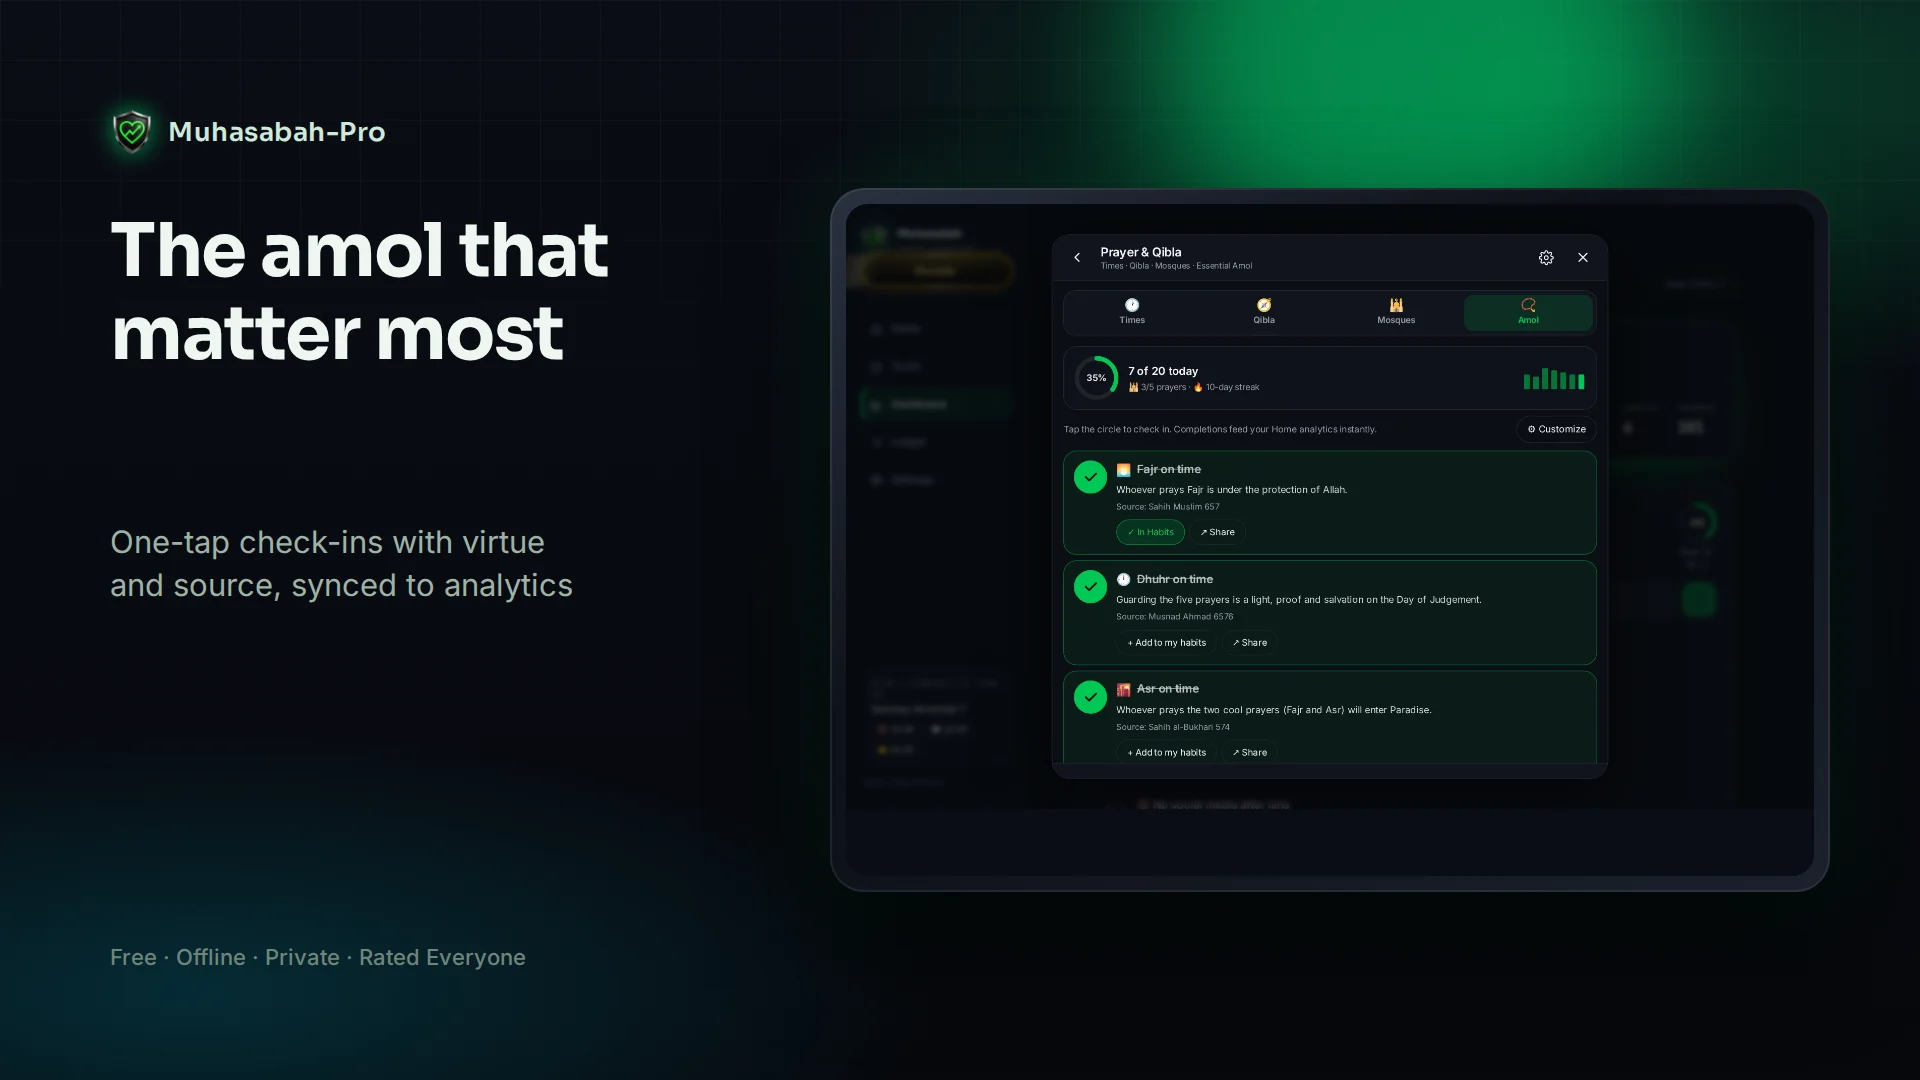 Muhasabah-Pro
The amol that
matter most
One-tap check-ins with virtue
and source, synced to analytics
Free · Offline · Private · Rated Everyone
Prayer & Qibla
Times · Qibla · Mosques · Essential Amol
Times
Qibla
Mosques
Amol
35%
7 of 20 today
3/5 prayers · 🔥 10-day streak
Tap the circle to check in. Completions feed your Home analytics instantly.
⚙ Customize
Fajr on time
Whoever prays Fajr is under the protection of Allah.
Source: Sahih Muslim 657
✓ In Habits
↗ Share
Dhuhr on time
Guarding the five prayers is a light, proof and salvation on the Day of Judgement.
Source: Musnad Ahmad 6576
+ Add to my habits
↗ Share
Asr on time
Whoever prays the two cool prayers (Fajr and Asr) will enter Paradise.
Source: Sahih al-Bukhari 574
+ Add to my habits
↗ Share